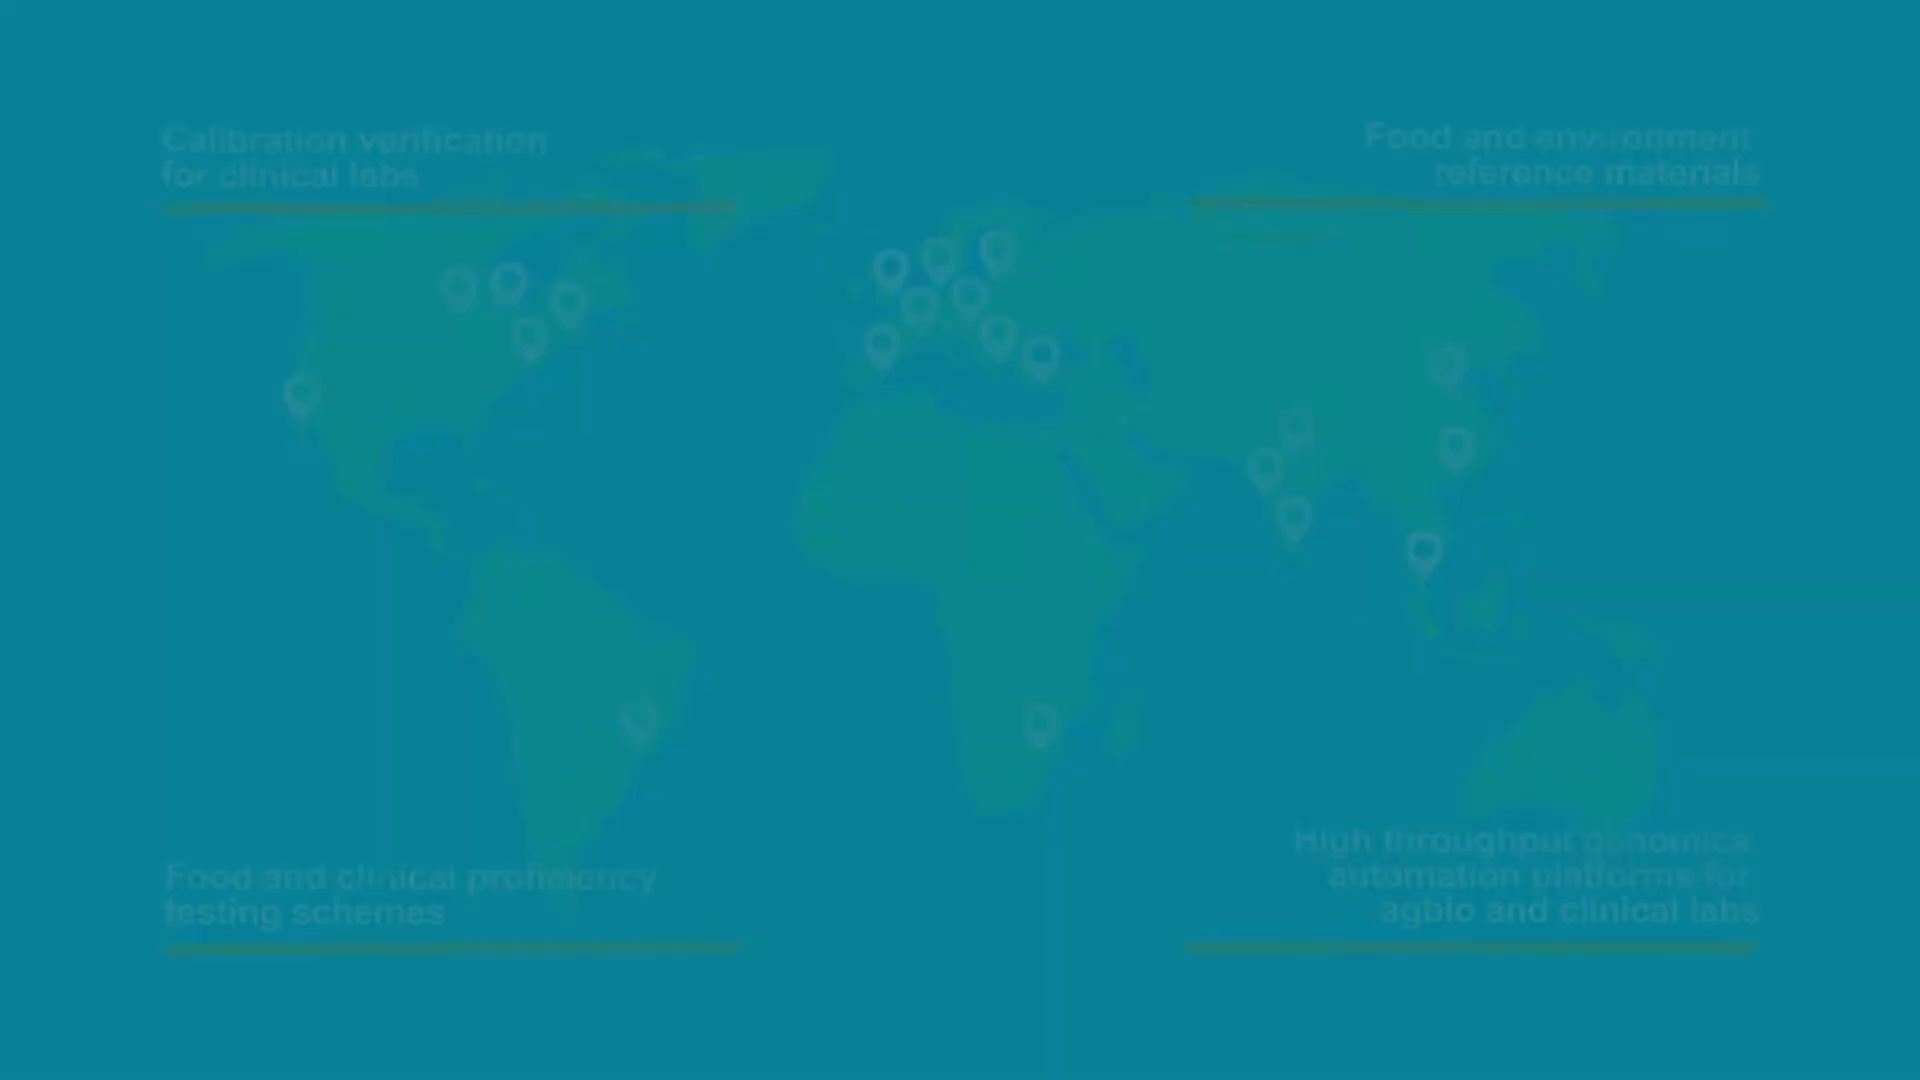 Calibration verification
for clinical labs
Food and environment
reference materials
Food and clinical proficiency
testing schemes
High throughput genomics
automation platforms for
agbio and clinical labs